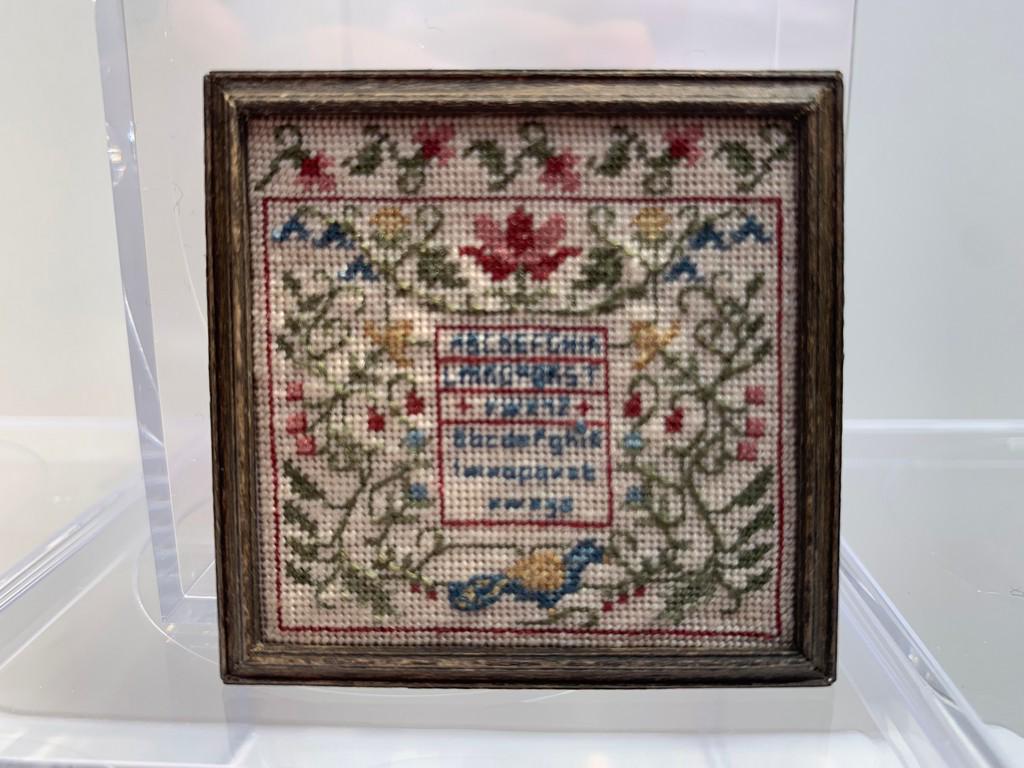 ABCDEFGHIK
LMNOPQRST
VWXYZ
abcdefghik
lmnopqrst
vwxyz